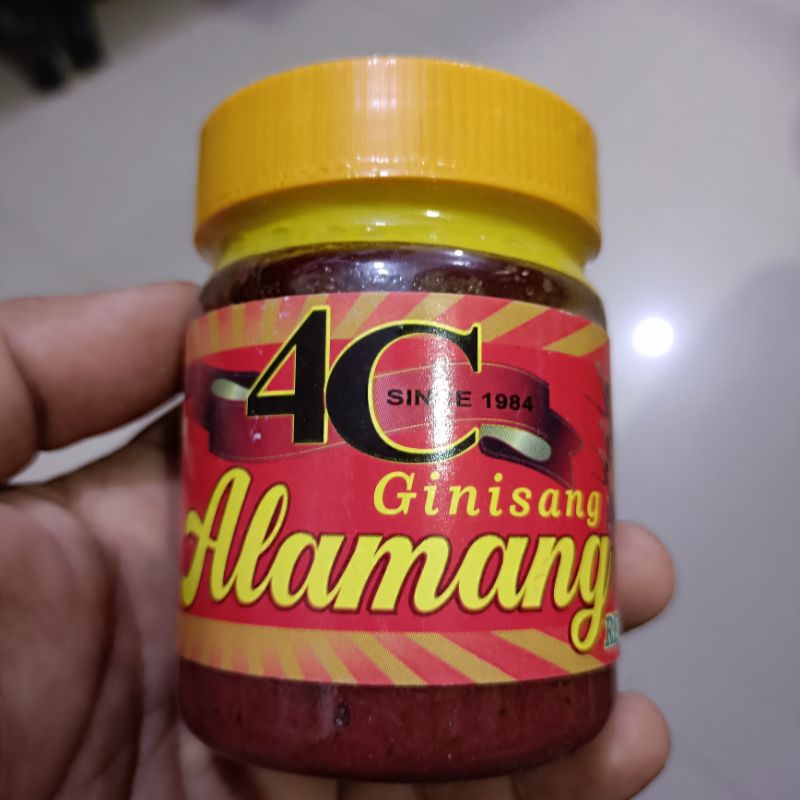 4C
SINCE 1984
Ginisang
Alamang